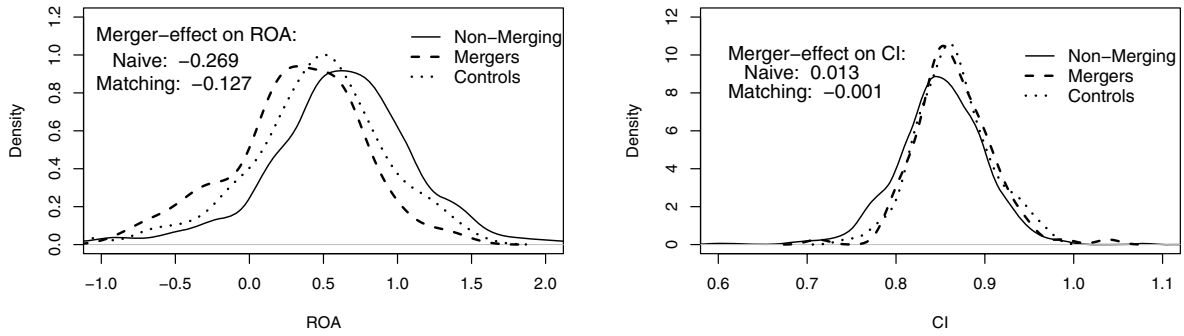 Merger−effect on ROA:
Naive: −0.269
Matching: −0.127
Non−Merging
Mergers
Controls
Density
0.0 0.2 0.4 0.6 0.8 1.0 1.2
−1.0 −0.5 0.0 0.5 1.0 1.5 2.0
ROA
Merger−effect on CI:
Naive: 0.013
Matching: −0.001
Non−Merging
Mergers
Controls
Density
0 2 4 6 8 10 12
0.6 0.7 0.8 0.9 1.0 1.1
CI